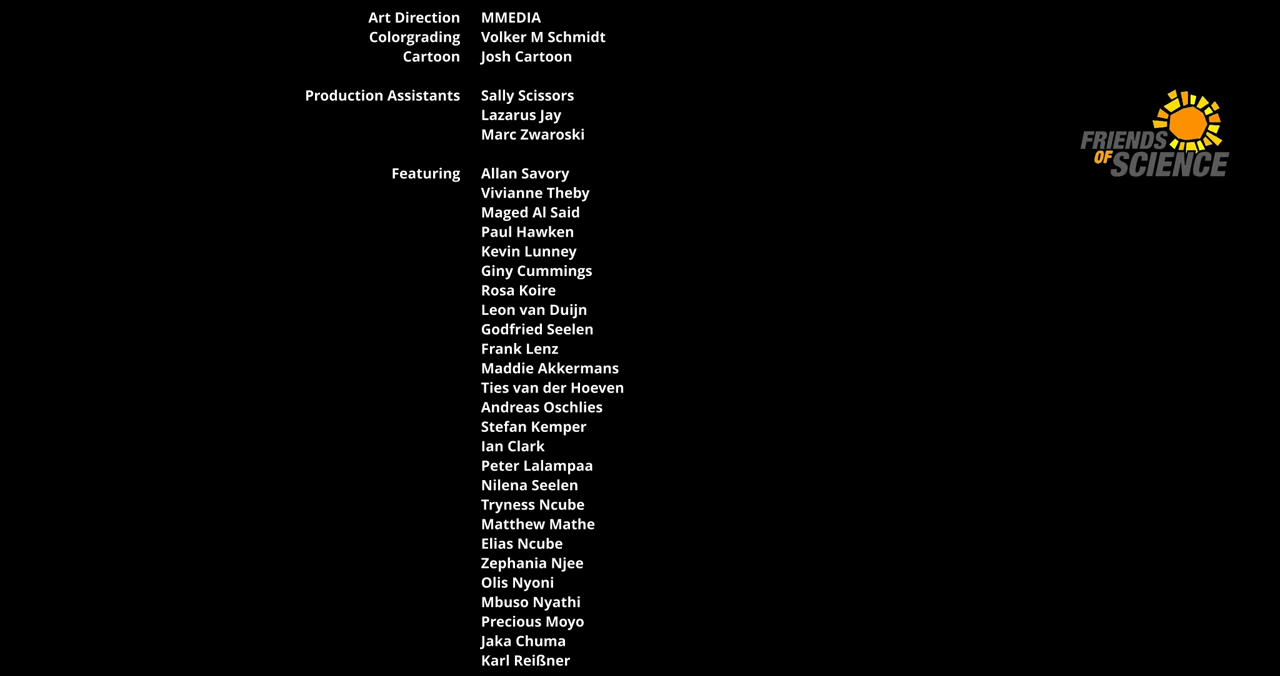 Art Direction MMEDIA
Colorgrading Volker M Schmidt
Cartoon Josh Cartoon
Production Assistants Sally Scissors
Lazarus Jay
Marc Zwaroski
Featuring Allan Savory
Vivianne Theby
Maged Al Said
Paul Hawken
Kevin Lunney
Giny Cummings
Rosa Koire
Leon van Duijn
Godfried Seelen
Frank Lenz
Maddie Akkermans
Ties van der Hoeven
Andreas Oschlies
Stefan Kemper
Ian Clark
Peter Lalampaa
Nilena Seelen
Tryness Ncube
Matthew Mathe
Elias Ncube
Zephania Njee
Olis Nyoni
Mbuso Nyathi
Precious Moyo
Jaka Chuma
Karl Reißner
FRIENDS
OF SCIENCE